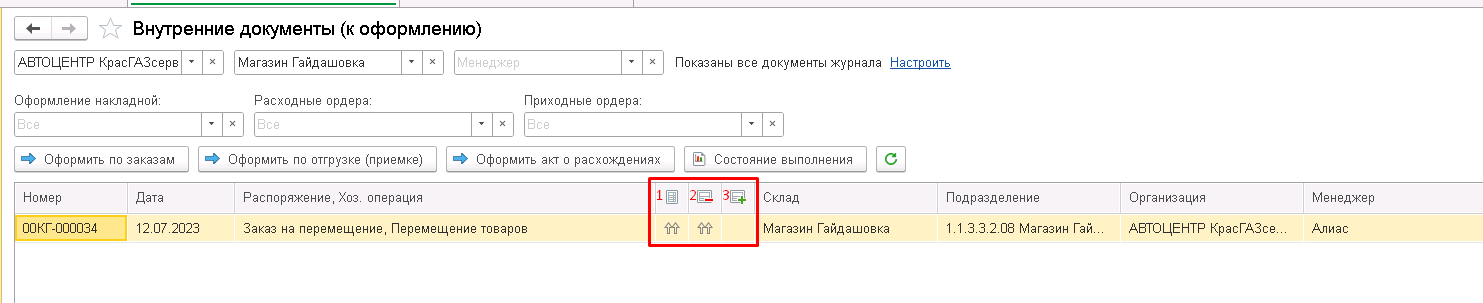 Внутренние документы (к оформлению)
АВТОЦЕНТР КрасГАЗсерв Магазин Гайдашовка Менеджер Показаны все документы журнала Настроить
Оформление накладной: Расходные ордера: Приходные ордера:
Все Все Все
Оформить по заказам Оформить по отгрузке (приемке) Оформить акт о расхождениях Состояние выполнения
Номер Дата Распоряжение, Хоз. операция 1 2 3 Склад Подразделение Организация Менеджер
00КГ-000034 12.07.2023 Заказ на перемещение, Перемещение товаров Магазин Гайдашовка 1.1.3.3.2.08 Магазин Гай... АВТОЦЕНТР КрасГАЗсе... Алиас